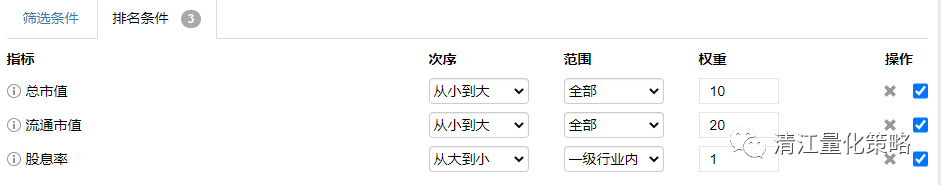 筛选条件 排名条件 3
指标 次序 范围 权重 操作
总市值 从小到大 全部 10
流通市值 从小到大 全部 20
股息率 从大到小 一级行业内 1
清江量化策略